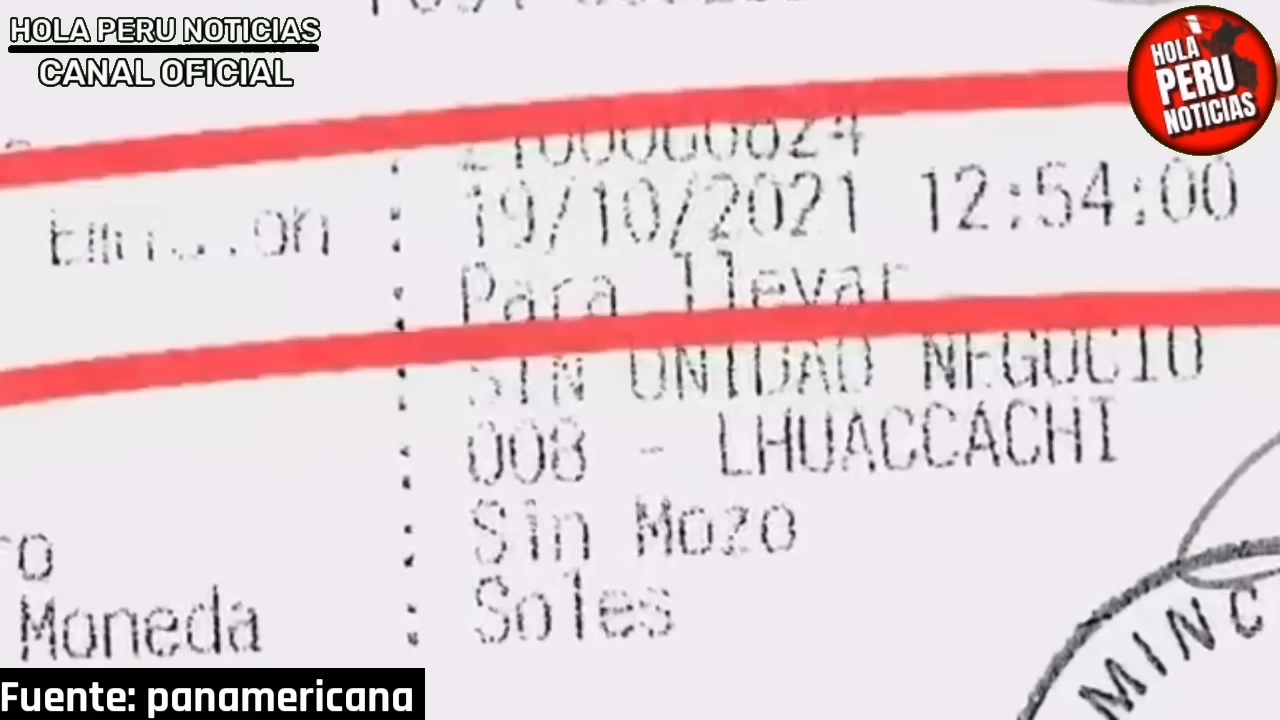 HOLA PERU NOTICIAS
CANAL OFICIAL
HOLA
PERU
NOTICIAS
: 19/10/2021 12:54:00
: Para llevar
: SIN UNIDAD NEGOCIO
: 008 - LHUACCACHI
: Sin Mozo
Moneda : Soles
MINC
Fuente: panamericana